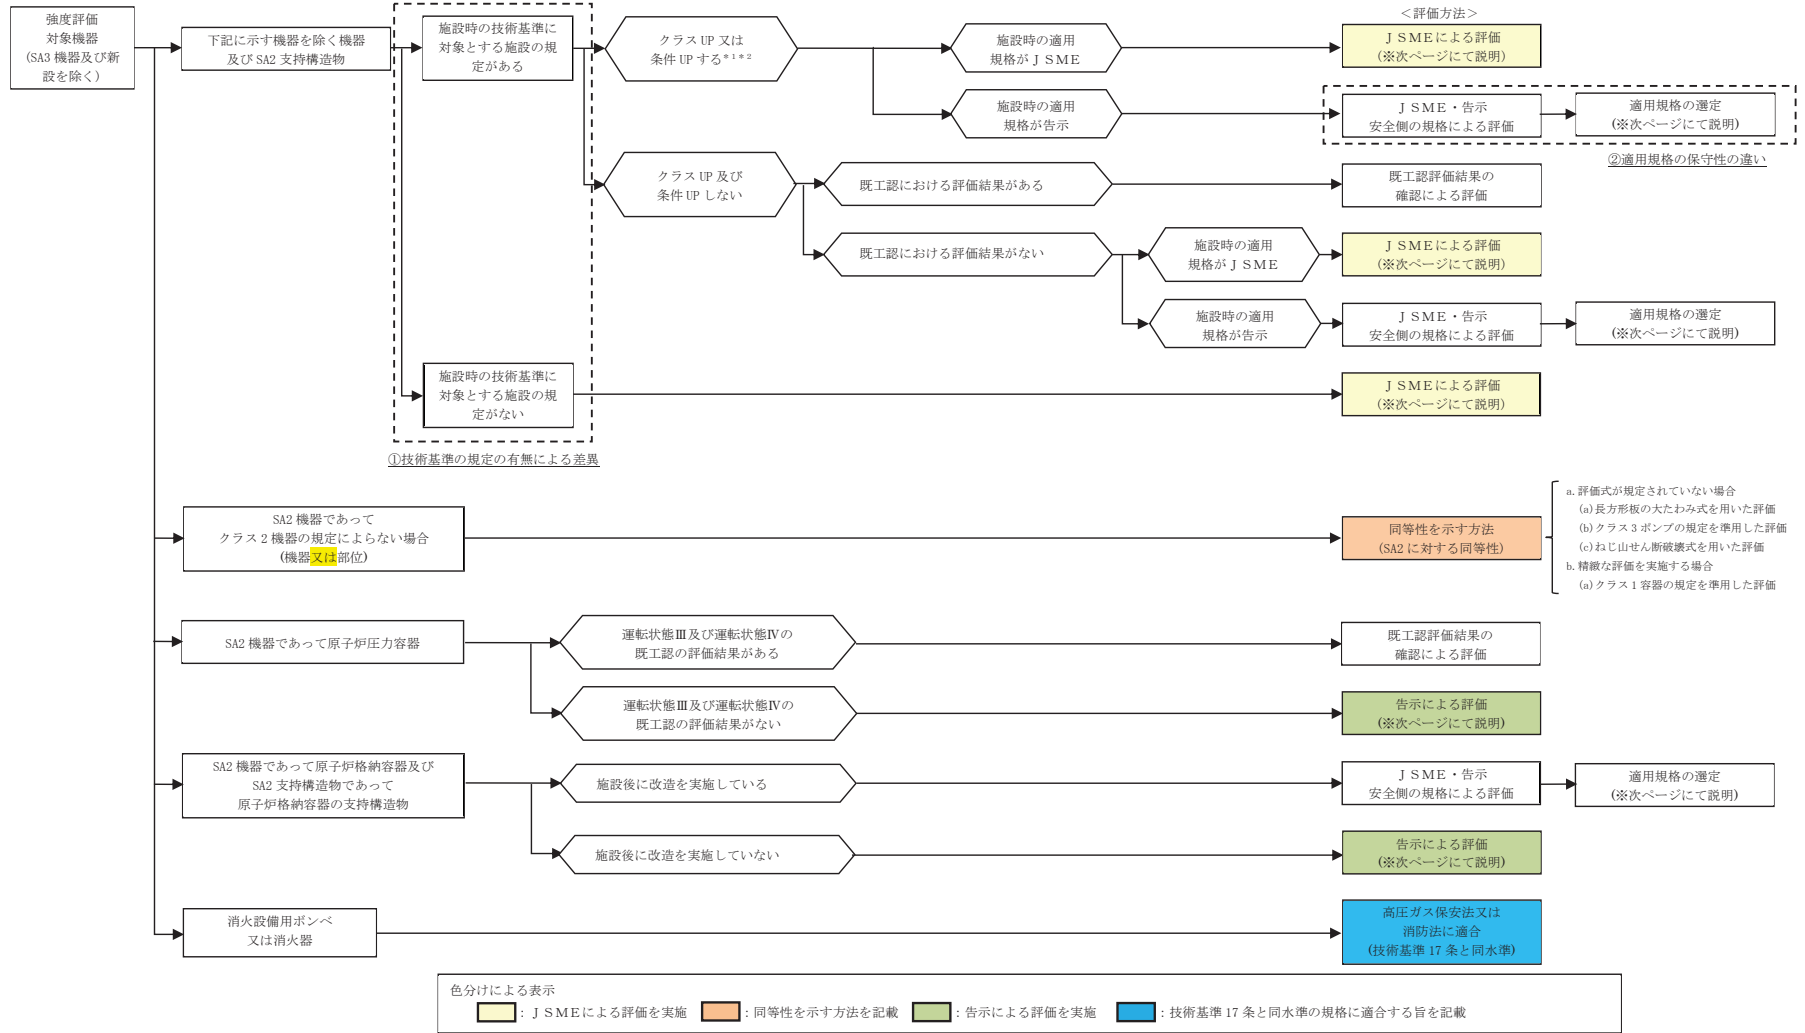 強度評価
対象機器
(SA3 機器及び新
設を除く)
下記に示す機器を除く機器
及び SA2 支持構造物
施設時の技術基準に
対象とする施設の規
定がある
クラス UP 又は
条件 UP する*1*2
施設時の適用
規格がJSME
<評価方法>
JSMEによる評価
(※次ページにて説明)
施設時の適用
規格が告示
JSME・告示
安全側の規格による評価
適用規格の選定
(※次ページにて説明)
②適用規格の保守性の違い
クラス UP 及び
条件 UP しない
既工認における評価結果がある
既工認評価結果の
確認による評価
既工認における評価結果がない
施設時の適用
規格がJSME
JSMEによる評価
(※次ページにて説明)
施設時の適用
規格が告示
JSME・告示
安全側の規格による評価
適用規格の選定
(※次ページにて説明)
施設時の技術基準に
対象とする施設の規
定がない
JSMEによる評価
(※次ページにて説明)
①技術基準の規定の有無による差異
SA2 機器であって
クラス 2 機器の規定によらない場合
(機器又は部位)
同等性を示す方法
(SA2 に対する同等性)
a. 評価式が規定されていない場合
(a)長方形板の大たわみ式を用いた評価
(b)クラス 3 ポンプの規定を準用した評価
(c)ねじ山せん断破壊式を用いた評価
b. 精緻な評価を実施する場合
(a)クラス 1 容器の規定を準用した評価
SA2 機器であって原子炉圧力容器
運転状態Ⅲ及び運転状態Ⅳの
既工認の評価結果がある
既工認評価結果の
確認による評価
運転状態Ⅲ及び運転状態Ⅳの
既工認の評価結果がない
告示による評価
(※次ページにて説明)
SA2 機器であって原子炉格納容器及び
SA2 支持構造物であって
原子炉格納容器の支持構造物
施設後に改造を実施している
JSME・告示
安全側の規格による評価
適用規格の選定
(※次ページにて説明)
施設後に改造を実施していない
告示による評価
(※次ページにて説明)
消火設備用ボンベ
又は消火器
高圧ガス保安法又は
消防法に適合
(技術基準 17 条と同水準)
色分けによる表示
:JSMEによる評価を実施
:同等性を示す方法を記載
:告示による評価を実施
:技術基準 17 条と同水準の規格に適合する旨を記載